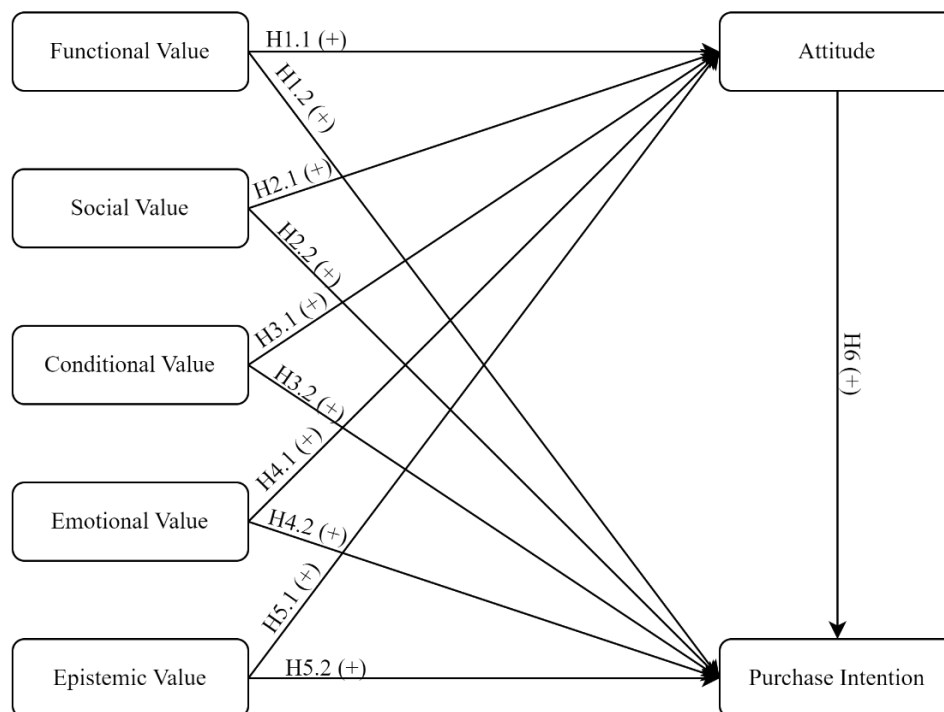 Functional Value
H1.1 (+)
Attitude
H1.2 (+)
H2.1 (+)
Social Value
H2.2 (+)
H3.1 (+)
Conditional Value
H3.2 (+)
H6 (+)
H4.1 (+)
Emotional Value
H4.2 (+)
H5.1 (+)
H5.2 (+)
Epistemic Value
Purchase Intention